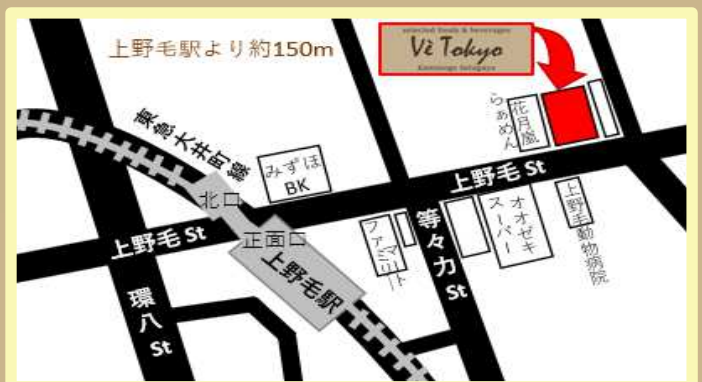 上野毛駅より約150m
selected foods & beverages
Vè Tokyo
Kaminoge Setagaya
東急大井町線
みずほ
BK
らぁめん
花月嵐
上野毛 St
北口
正面口
上野毛駅
上野毛 St
環八
St
ファミリー
マート
等々力
St
スーパー
オオゼキ
上野毛動物病院